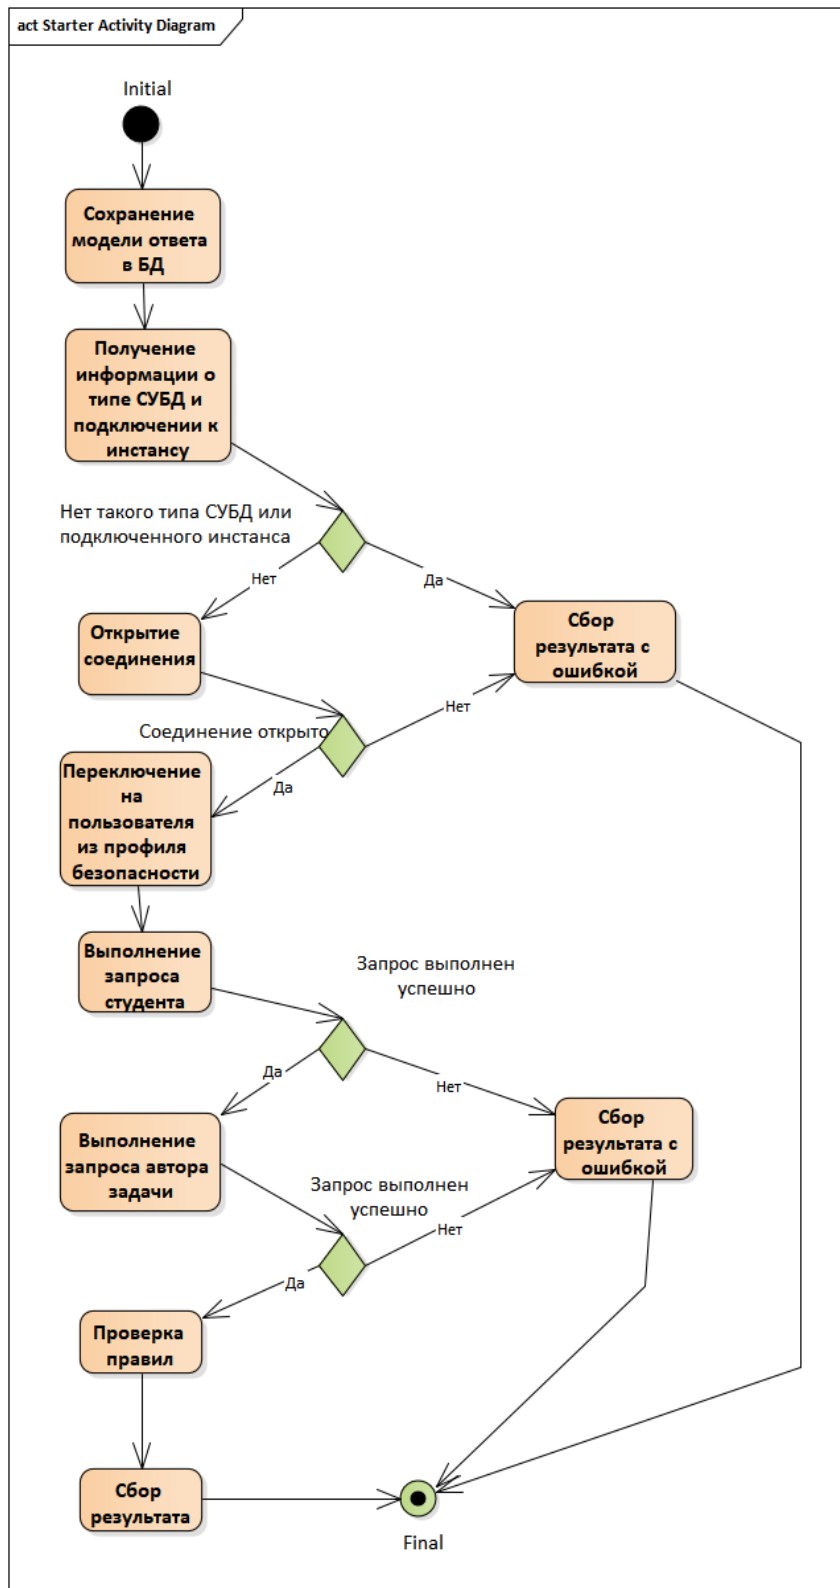 act Starter Activity Diagram
Initial
Сохранение
модели ответа
в БД
Получение
информации о
типе СУБД и
подключении к
инстансу
Нет такого типа СУБД или
подключенного инстанса
Нет
Да
Открытие
соединения
Сбор
результата с
ошибкой
Соединение открыто
Нет
Да
Переключение
на
пользователя
из профиля
безопасности
Выполнение
запроса
студента
Запрос выполнен
успешно
Да
Нет
Выполнение
запроса автора
задачи
Сбор
результата с
ошибкой
Запрос выполнен
успешно
Нет
Да
Проверка
правил
Сбор
результата
Final